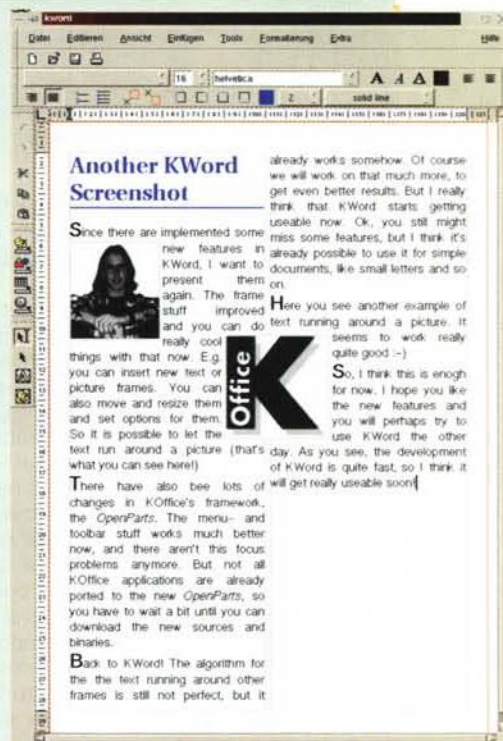 kword
Datei Editieren Ansicht Einfügen Tools Formatierung Extra Hilfe
16 helvetica A A A
2 solid line
Another KWord
Screenshot
Since there are implemented some
new features in
KWord, I want to
present them
again. The frame
stuff improved
and you can do
really cool
things with that now. E.g.
you can insert new text or
picture frames. You can
also move and resize them
and set options for them.
So it is possible to let the
text run around a picture (that's
what you can see here!)
There have also bee lots of
changes in KOffice's framework,
the OpenParts. The menu- and
toolbar stuff works much better
now, and there aren't this focus
problems anymore. But not all
KOffice applications are already
ported to the new OpenParts, so
you have to wait a bit until you can
download the new sources and
binaries.
Back to KWord! The algorithm for
the the text running around other
frames is still not perfect, but it
already works somehow. Of course
we will work on that much more, to
get even better results. But I really
think that KWord starts getting
useable now. Ok, you still might
miss some features, but I think it's
already possible to use it for simple
documents, like small letters and so
on.
Here you see another example of
text running around a picture. It
seems to work really
quite good :-)
So, I think this is enogh
for now. I hope you like
the new features and
you will perhaps try to
use KWord the other
day. As you see, the development
of KWord is quite fast, so I think it
will get really useable soon!
K
Office